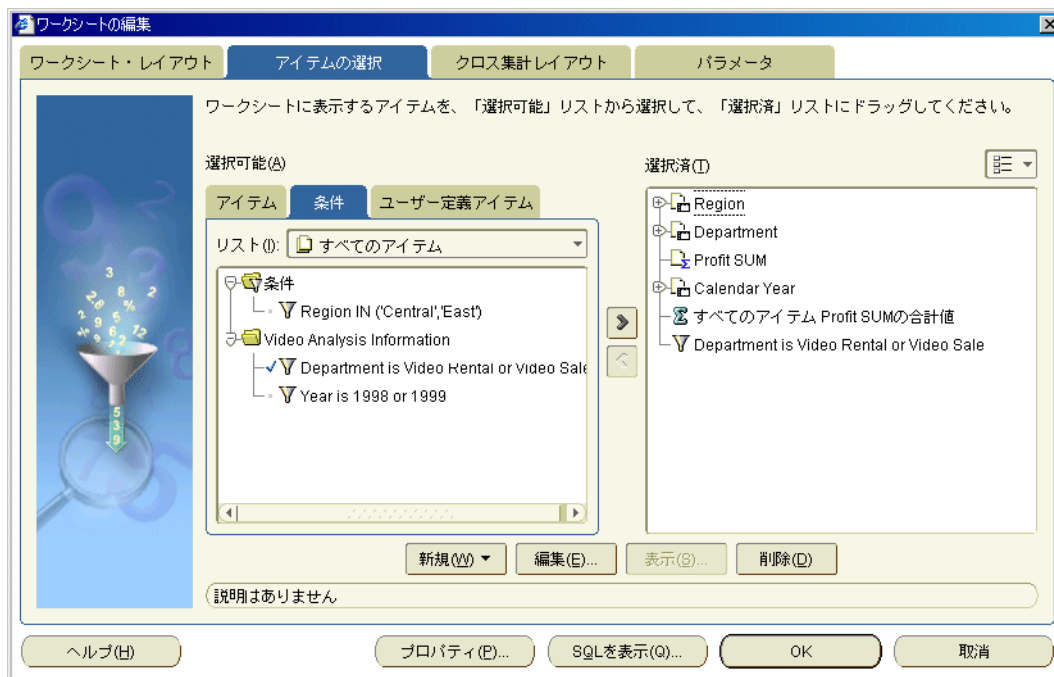 ワークシートの編集
ワークシート・レイアウト
アイテムの選択
クロス集計レイアウト
パラメータ
ワークシートに表示するアイテムを、「選択可能」リストから選択して、「選択済」リストにドラッグしてください。
選択可能(A)
アイテム
条件
ユーザー定義アイテム
リスト(I):
すべてのアイテム
条件
Region IN ('Central','East')
Video Analysis Information
Department is Video Rental or Video Sale
Year is 1998 or 1999
選択済(T)
Region
Department
Profit SUM
Calendar Year
すべてのアイテム Profit SUMの合計値
Department is Video Rental or Video Sale
新規(W)
編集(E)...
表示(S)...
削除(D)
説明はありません
ヘルプ(H)
プロパティ(P)...
SQLを表示(Q)...
OK
取消